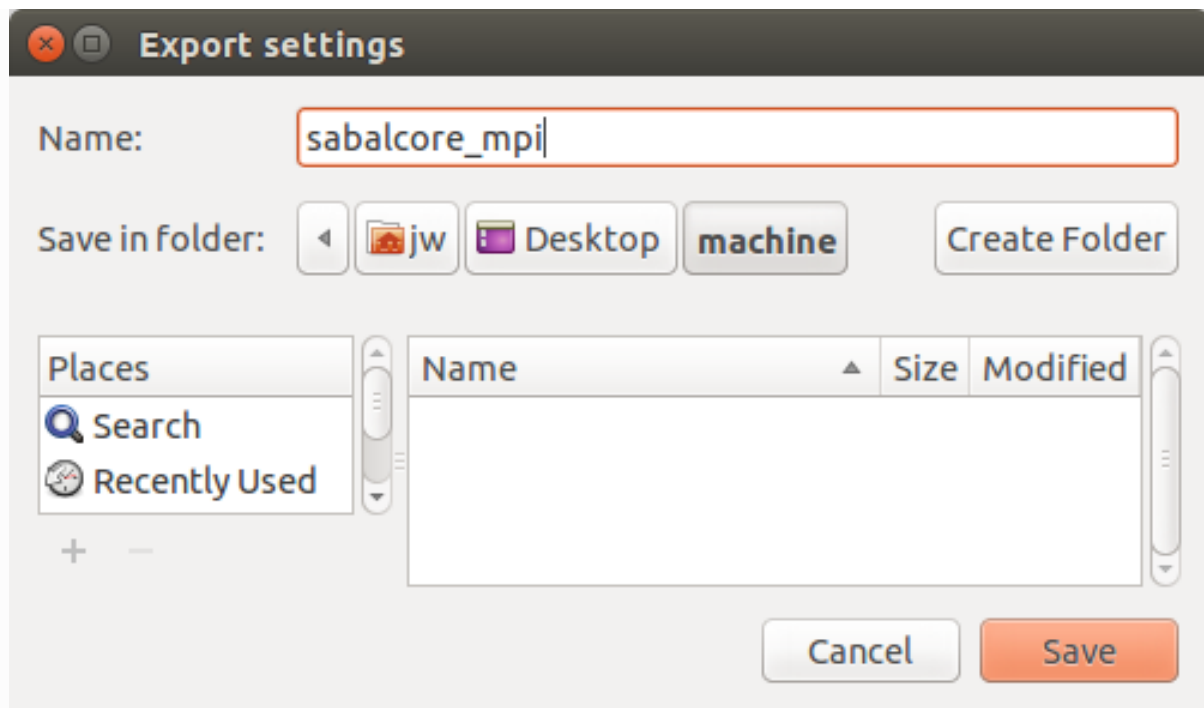 Export settings
Name: sabalcore_mpi
Save in folder: jw Desktop machine Create Folder
Places Name Size Modified
Search
Recently Used
Cancel Save